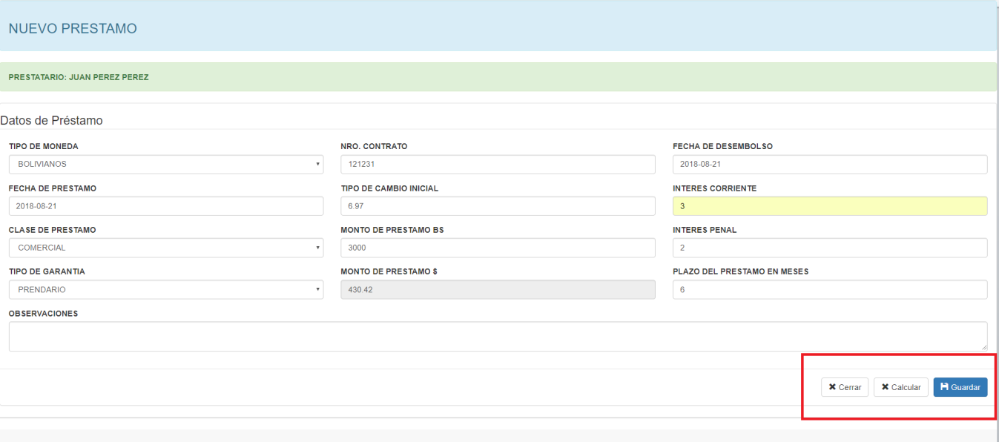 NUEVO PRESTAMO
PRESTATARIO: JUAN PEREZ PEREZ
Datos de Préstamo
TIPO DE MONEDA NRO. CONTRATO FECHA DE DESEMBOLSO
BOLIVIANOS 121231 2018-08-21
FECHA DE PRESTAMO TIPO DE CAMBIO INICIAL INTERES CORRIENTE
2018-08-21 6.97 3
CLASE DE PRESTAMO MONTO DE PRESTAMO BS INTERES PENAL
COMERCIAL 3000 2
TIPO DE GARANTIA MONTO DE PRESTAMO $ PLAZO DEL PRESTAMO EN MESES
PRENDARIO 430.42 6
OBSERVACIONES
Cerrar Calcular Guardar